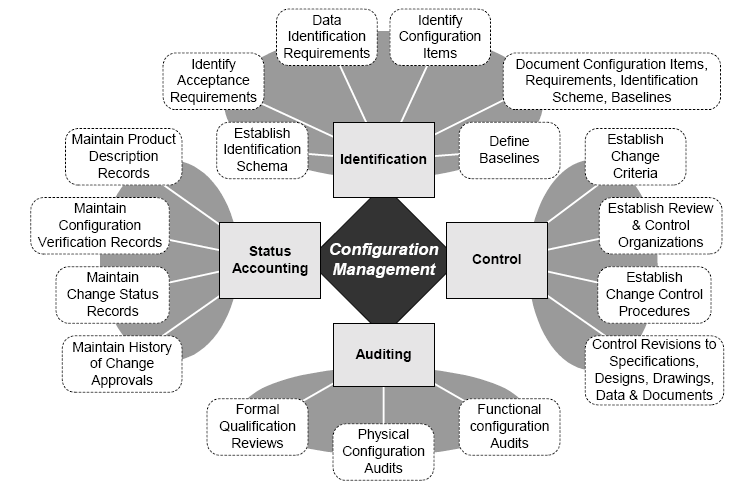 Data
Identification
Requirements
Identify
Configuration
Items
Identify
Acceptance
Requirements
Document Configuration Items,
Requirements, Identification
Scheme, Baselines
Establish
Identification
Schema
Identification
Define
Baselines
Maintain Product
Description
Records
Maintain
Configuration
Verification Records
Maintain
Change Status
Records
Maintain History
of Change
Approvals
Status
Accounting
Configuration
Management
Control
Establish
Change
Criteria
Establish Review
& Control
Organizations
Establish
Change Control
Procedures
Control Revisions to
Specifications,
Designs, Drawings,
Data & Documents
Auditing
Formal
Qualification
Reviews
Physical
Configuration
Audits
Functional
configuration
Audits